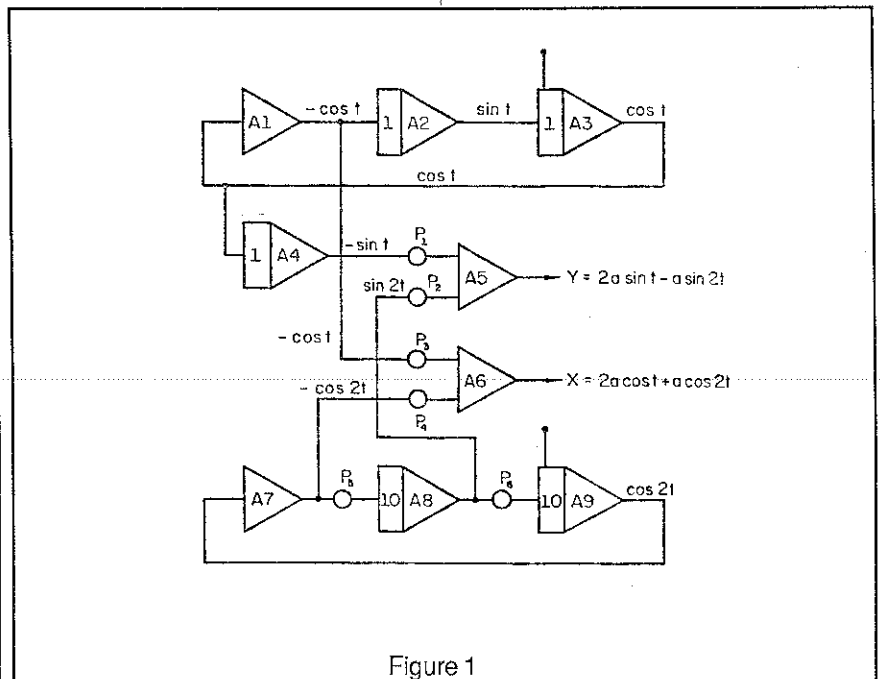 A1
- cos t
1
A2
sin t
1
A3
cos t
cos t
1
A4
- sin t
P₁
sin 2t
P₂
A5
Y = 2a sin t - a sin 2t
- cos t
P₃
- cos 2t
P₄
A6
X = 2a cos t + a cos 2t
A7
P₅
10
A8
P₆
10
A9
cos 2t
Figure 1